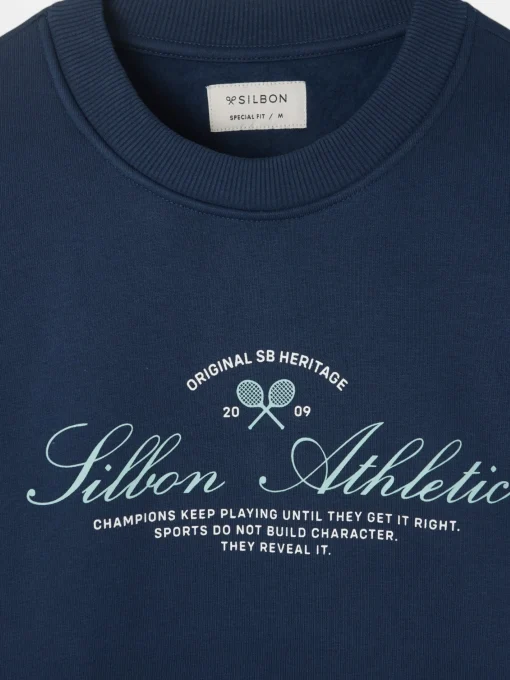 SILBON
SPECIAL FIT / M
ORIGINAL SB HERITAGE
20 09
Silbon Athletic
CHAMPIONS KEEP PLAYING UNTIL THEY GET IT RIGHT.
SPORTS DO NOT BUILD CHARACTER.
THEY REVEAL IT.